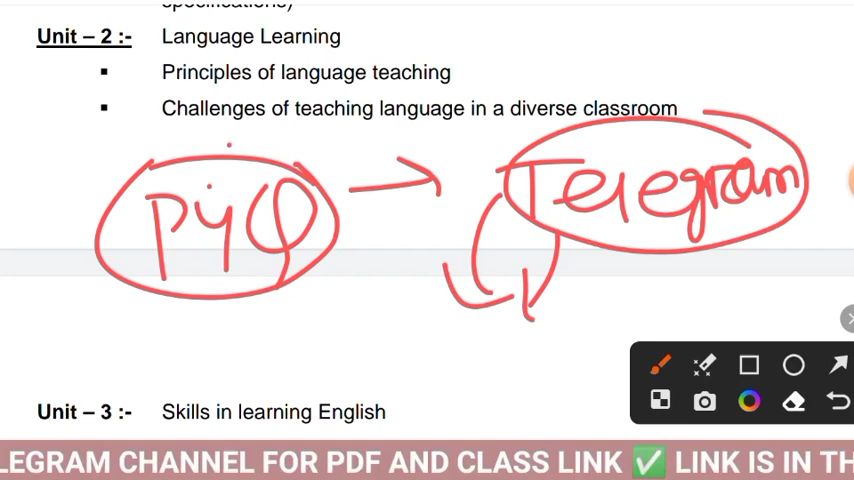 specifications)
Unit – 2 :- Language Learning
▪ Principles of language teaching
▪ Challenges of teaching language in a diverse classroom
PYQ → Telegram
Unit – 3 :- Skills in learning English
LEGRAM CHANNEL FOR PDF AND CLASS LINK ✅ LINK IS IN TH